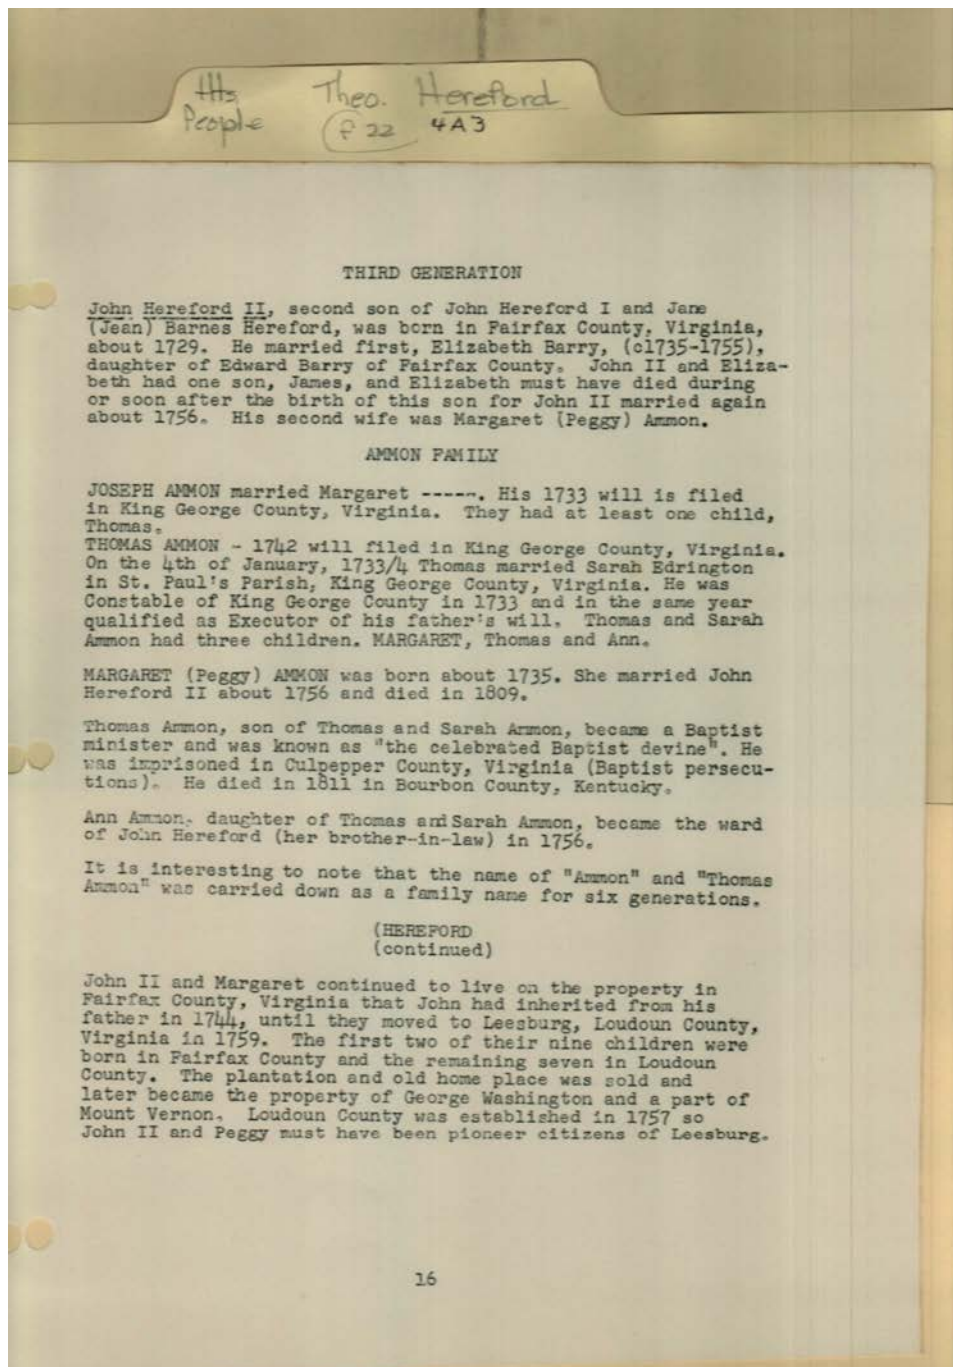 Hts Theo. Hereford
People f 22 4A3
THIRD GENERATION
John Hereford II, second son of John Hereford I and Jane
(Jean) Barnes Hereford, was born in Fairfax County, Virginia,
about 1729. He married first, Elizabeth Barry, (c1735-1755),
daughter of Edward Barry of Fairfax County. John II and Eliza-
beth had one son, James, and Elizabeth must have died during
or soon after the birth of this son for John II married again
about 1756. His second wife was Margaret (Peggy) Ammon.
AMMON FAMILY
JOSEPH AMMON married Margaret -----. His 1733 will is filed
in King George County, Virginia. They had at least one child,
Thomas.
THOMAS AMMON - 1742 will filed in King George County, Virginia.
On the 4th of January, 1733/4 Thomas married Sarah Edrington
in St. Paul's Parish, King George County, Virginia. He was
Constable of King George County in 1733 and in the same year
qualified as Executor of his father's will. Thomas and Sarah
Ammon had three children. MARGARET, Thomas and Ann.
MARGARET (Peggy) AMMON was born about 1735. She married John
Hereford II about 1756 and died in 1809.
Thomas Ammon, son of Thomas and Sarah Ammon, became a Baptist
minister and was known as "the celebrated Baptist devine". He
was imprisoned in Culpepper County, Virginia (Baptist persecu-
tions). He died in 1811 in Bourbon County, Kentucky.
Ann Ammon, daughter of Thomas and Sarah Ammon, became the ward
of John Hereford (her brother-in-law) in 1756.
It is interesting to note that the name of "Ammon" and "Thomas
Ammon" was carried down as a family name for six generations.
(HEREFORD
(continued)
John II and Margaret continued to live on the property in
Fairfax County, Virginia that John had inherited from his
father in 1744, until they moved to Leesburg, Loudoun County,
Virginia in 1759. The first two of their nine children were
born in Fairfax County and the remaining seven in Loudoun
County. The plantation and old home place was sold and
later became the property of George Washington and a part of
Mount Vernon. Loudoun County was established in 1757 so
John II and Peggy must have been pioneer citizens of Leesburg.
16